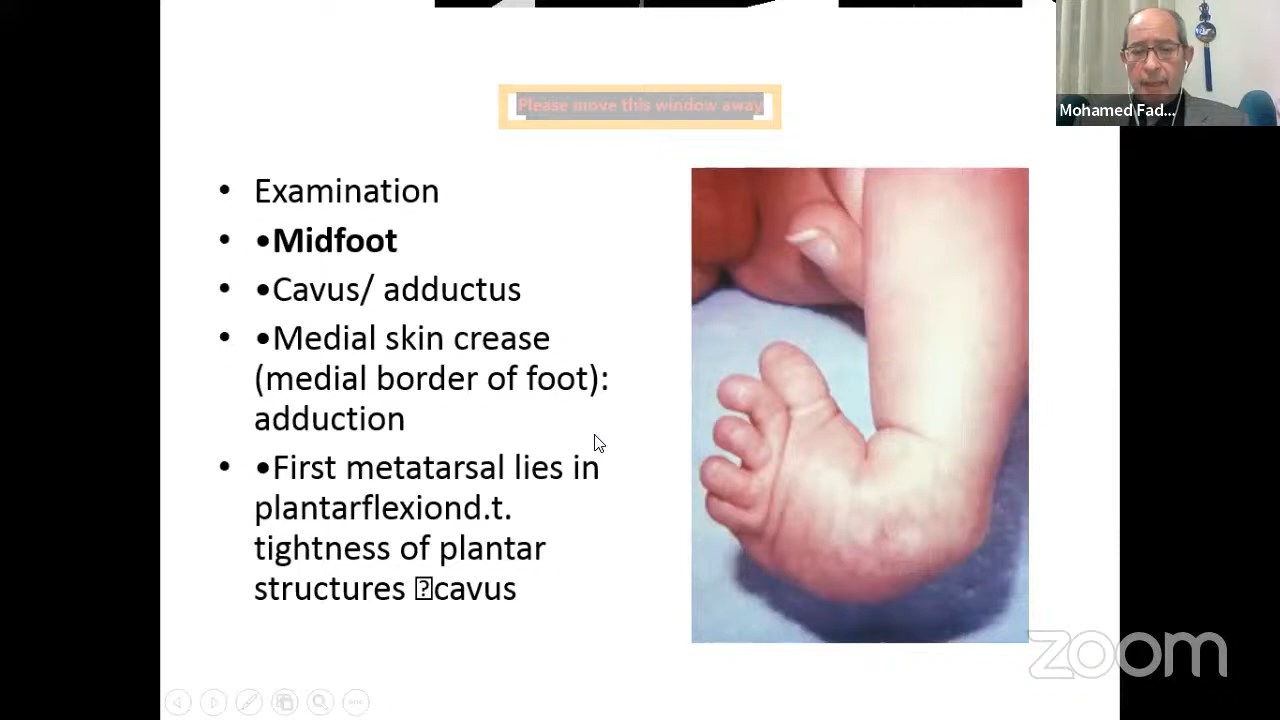 Please move this window away
Mohamed Fad...
• Examination
• •Midfoot
• •Cavus/ adductus
• •Medial skin crease
(medial border of foot):
adduction
• •First metatarsal lies in
plantarflexiond.t.
tightness of plantar
structures �cavus
zoom